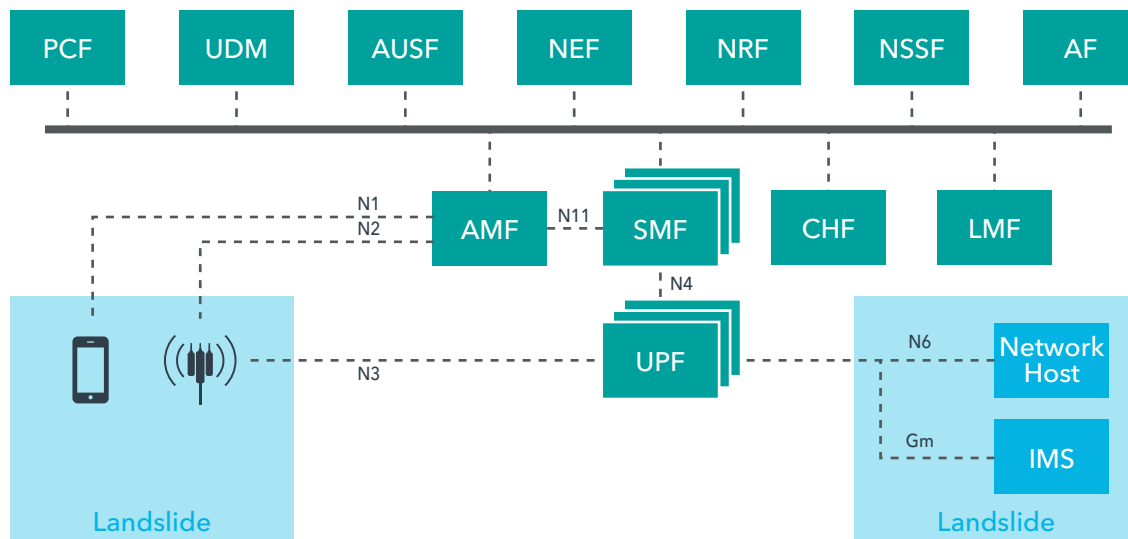 PCF
UDM
AUSF
NEF
NRF
NSSF
AF
N1
N2
AMF
N11
SMF
CHF
LMF
N4
N3
UPF
N6
Network
Host
Gm
IMS
Landslide
Landslide